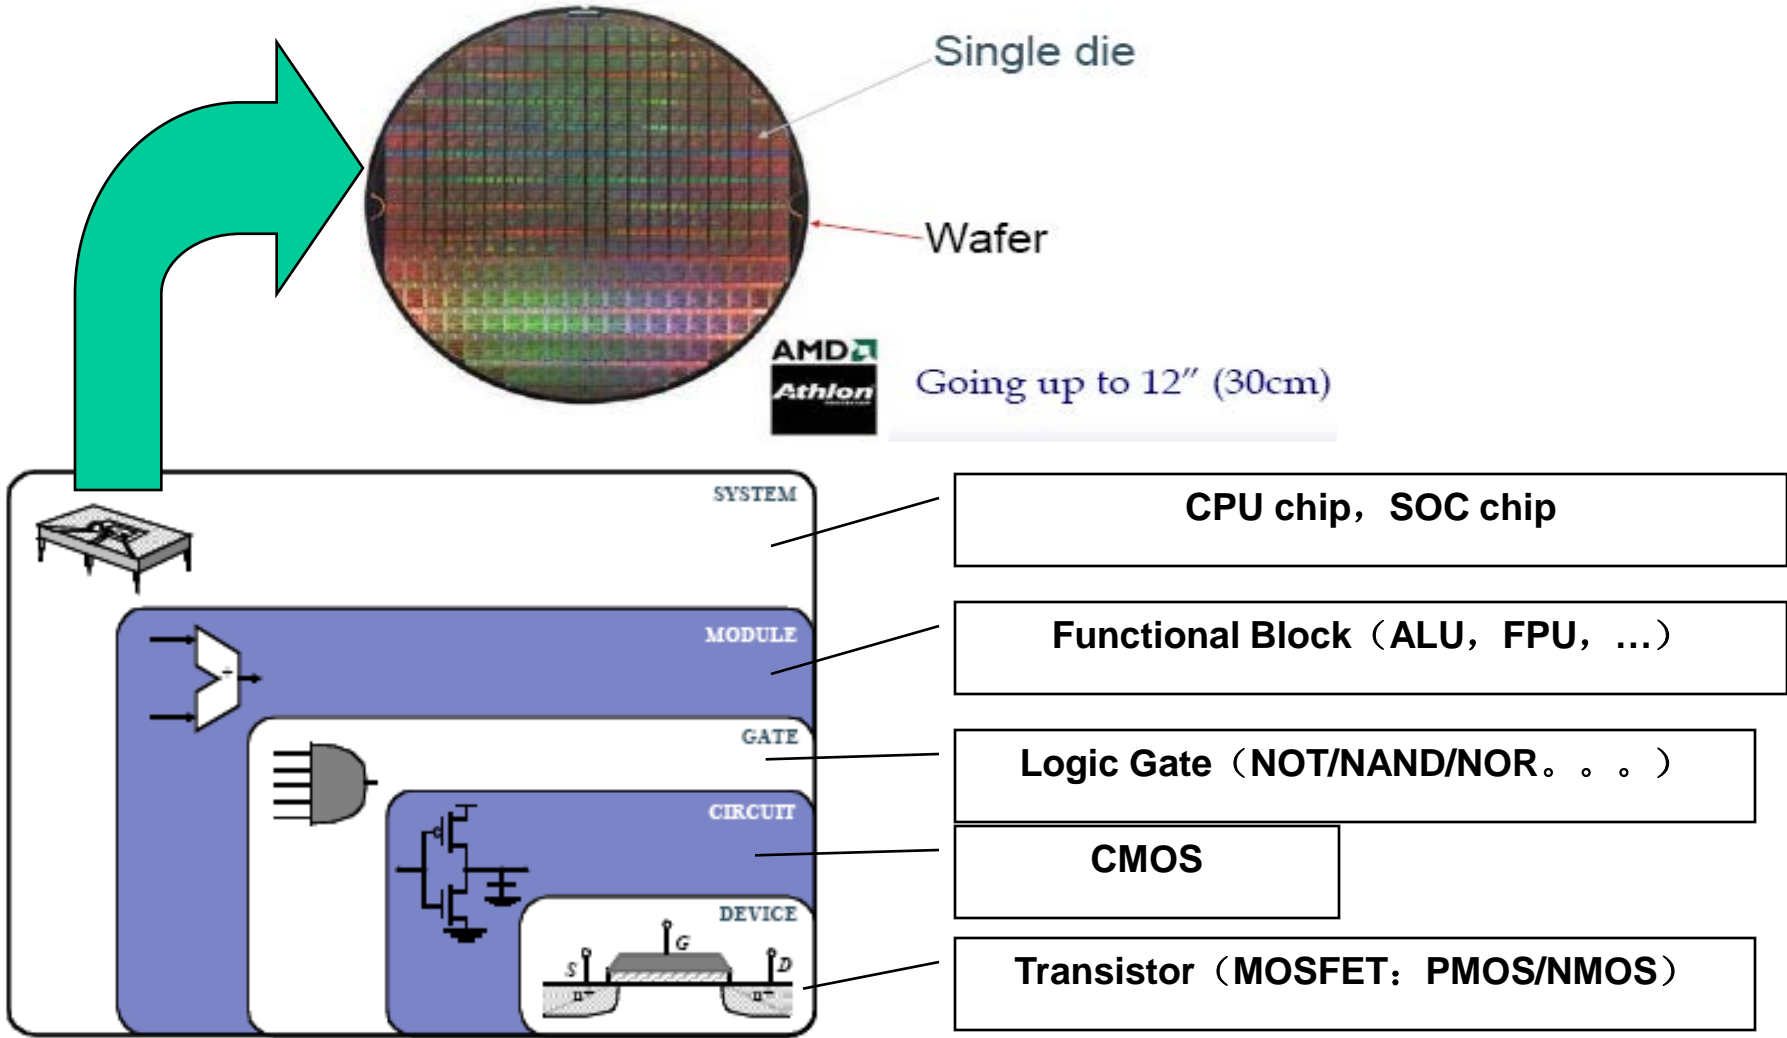 Single die
Wafer
AMD
Athlon
Going up to 12″ (30cm)
SYSTEM
CPU chip，SOC chip
MODULE
+
Functional Block（ALU，FPU，…）
GATE
Logic Gate（NOT/NAND/NOR。。。）
CIRCUIT
CMOS
DEVICE
G
S
D
n+
n+
Transistor（MOSFET：PMOS/NMOS）